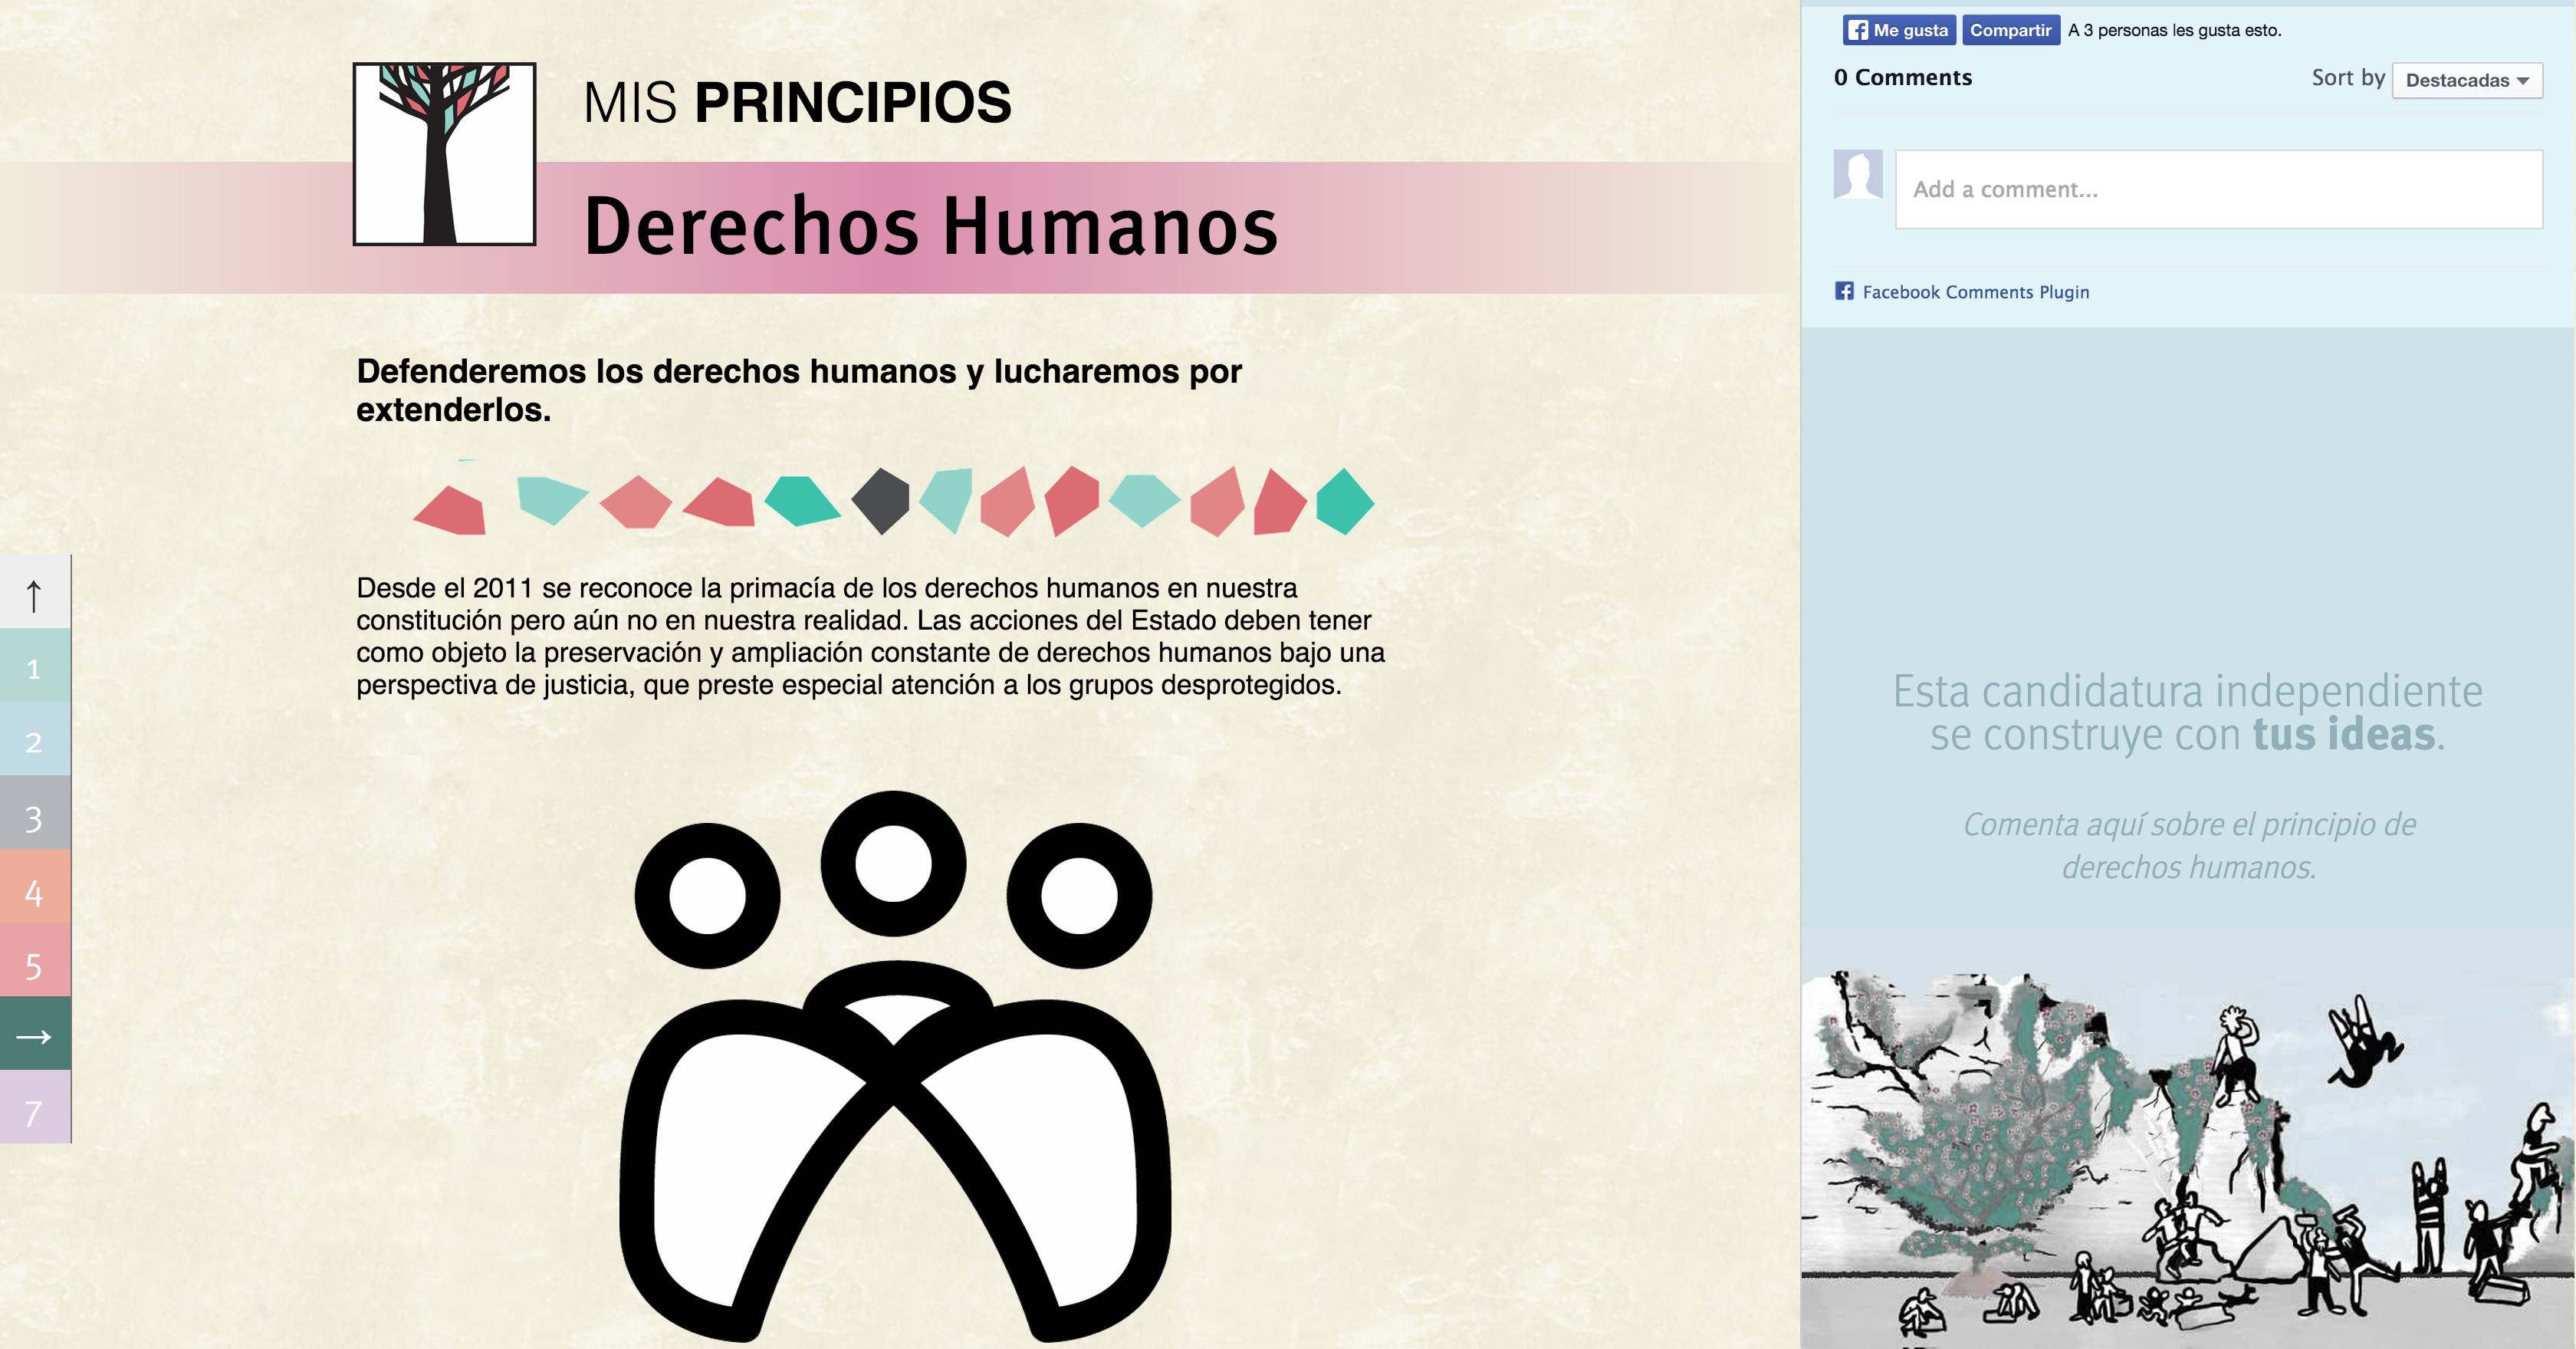 MIS PRINCIPIOS
Derechos Humanos
Defenderemos los derechos humanos y lucharemos por
extenderlos.
Desde el 2011 se reconoce la primacía de los derechos humanos en nuestra
constitución pero aún no en nuestra realidad. Las acciones del Estado deben tener
como objeto la preservación y ampliación constante de derechos humanos bajo una
perspectiva de justicia, que preste especial atención a los grupos desprotegidos.
↑
1
2
3
4
5
→
7
Me gusta Compartir A 3 personas les gusta esto.
0 Comments Sort by Destacadas
Add a comment...
Facebook Comments Plugin
Esta candidatura independiente
se construye con tus ideas.
Comenta aquí sobre el principio de
derechos humanos.